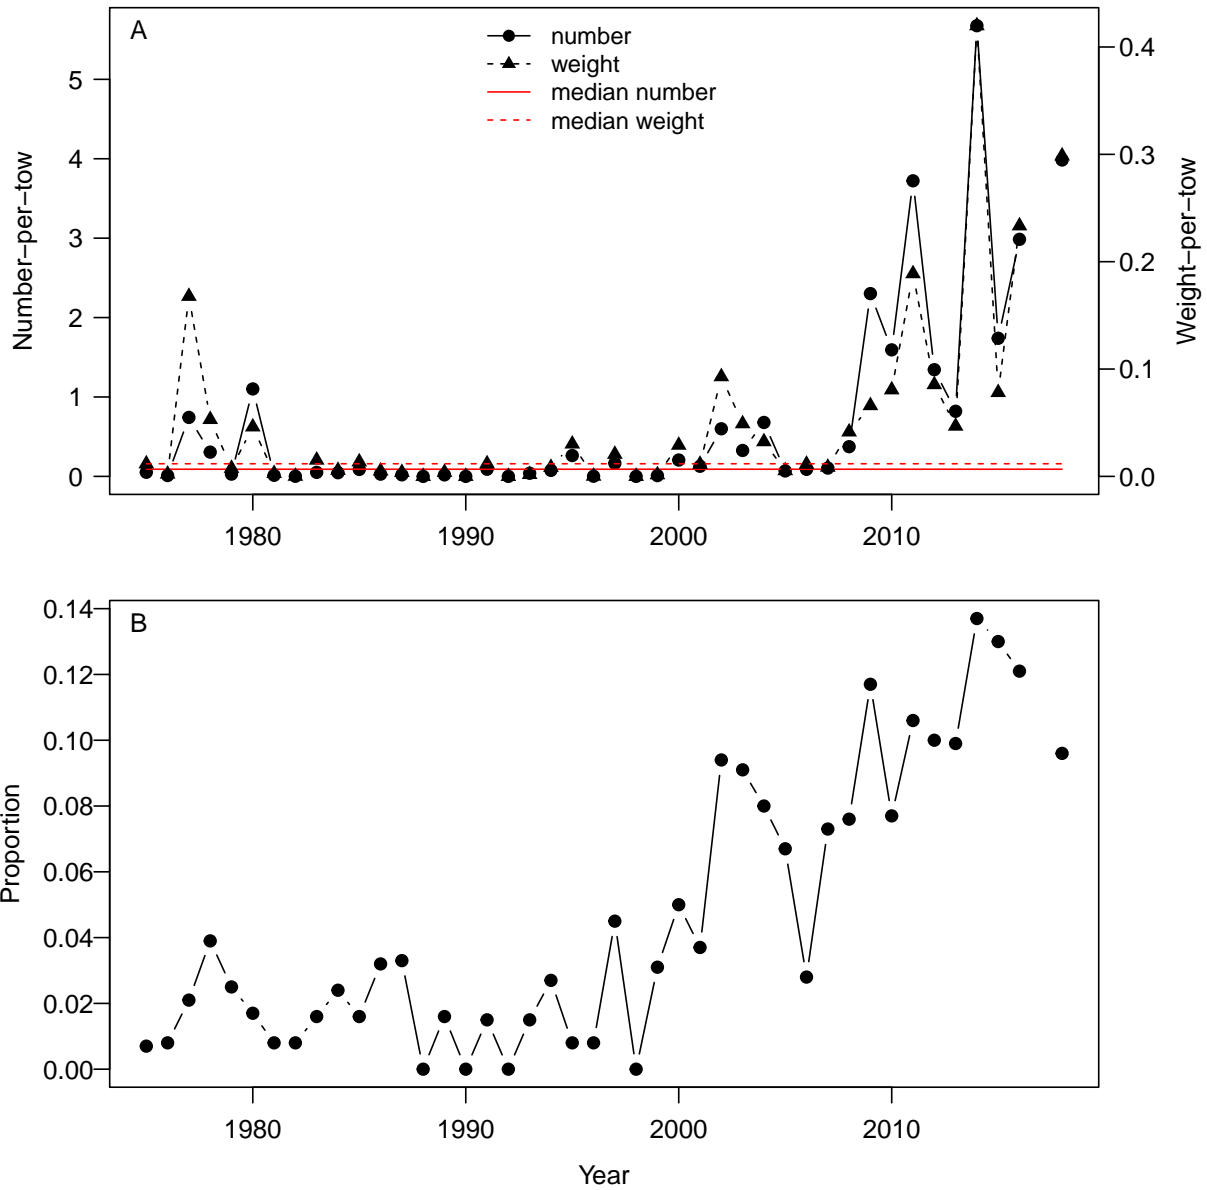 A
number
weight
median number
median weight
Number−per−tow
0
1
2
3
4
5
Weight−per−tow
0.0
0.1
0.2
0.3
0.4
1980 1990 2000 2010
B
Proportion
0.00
0.02
0.04
0.06
0.08
0.10
0.12
0.14
1980 1990 2000 2010
Year